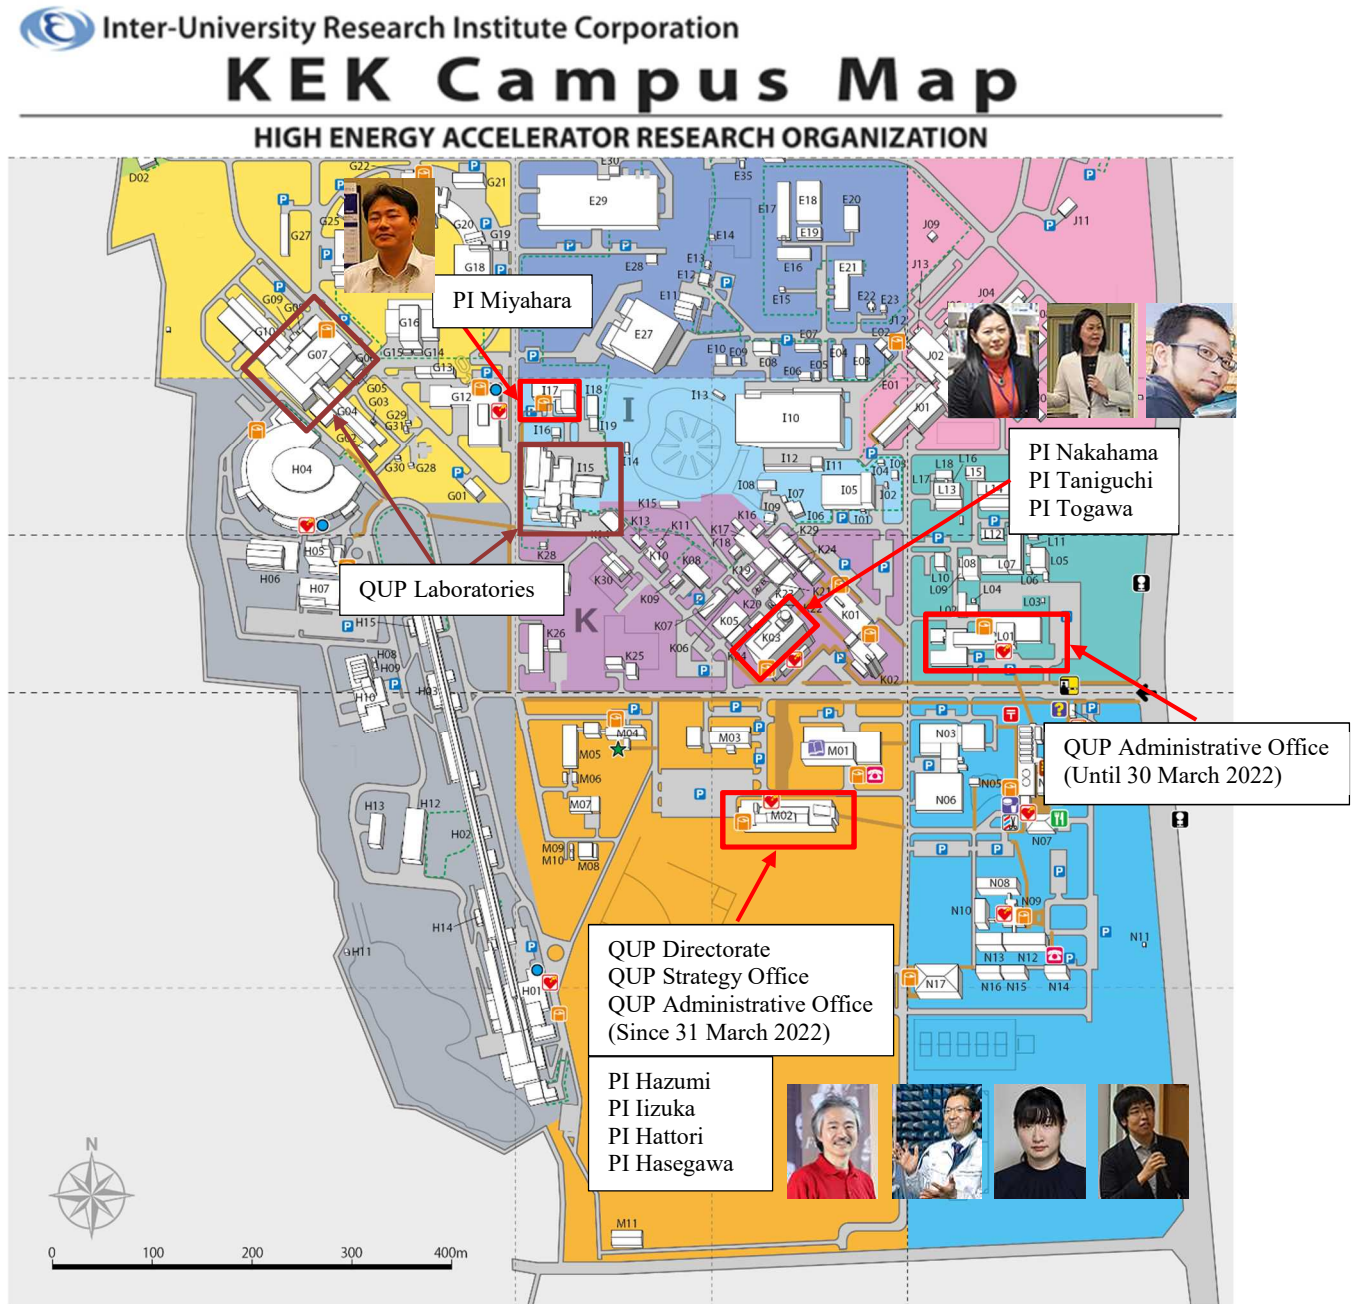 Inter-University Research Institute Corporation
KEK Campus Map
HIGH ENERGY ACCELERATOR RESEARCH ORGANIZATION
D02
G22
G21
G25
G27
G20
G19
G18
E30
E35
E29
E17
E18
E20
E19
E14
E28
E13
E12
E16
E21
E11
E15
E22
E23
E27
E10
E09
E08
E07
E06
E05
E04
E03
E02
E01
J11
J09
J13
J04
J12
J02
J01
PI Miyahara
G09
G08
G10
G07
G06
G16
G15
G14
G13
G12
G05
G03
G04
G29
G31
G02
G30
G28
G01
I17
I18
I
I13
I10
I16
I19
I15
I14
I12
I11
I03
I04
I02
I08
I07
I05
I09
I06
I01
PI Nakahama
PI Taniguchi
PI Togawa
L16
L18
L15
L17
L13
L14
L12
L11
L05
L10
L08
L07
L06
L09
L04
L03
L02
L01
H04
H05
H06
H07
H15
H08
H09
H10
H03
QUP Laboratories
K15
K13
K11
K16
K17
K18
K29
K24
K28
K10
K08
K19
K30
K09
K23
K21
K20
K22
K01
K07
K05
K03
K
K26
K06
K04
K25
K02
QUP Administrative Office
(Until 30 March 2022)
M04
M03
M01
M05
M06
M07
M02
M09
M10
M08
N03
N05
N06
N07
N08
N09
N10
N11
N13
N12
N17
N16
N15
N14
H13
H12
H02
H14
H11
H01
QUP Directorate
QUP Strategy Office
QUP Administrative Office
(Since 31 March 2022)
PI Hazumi
PI Iizuka
PI Hattori
PI Hasegawa
M11
N
0 100 200 300 400m